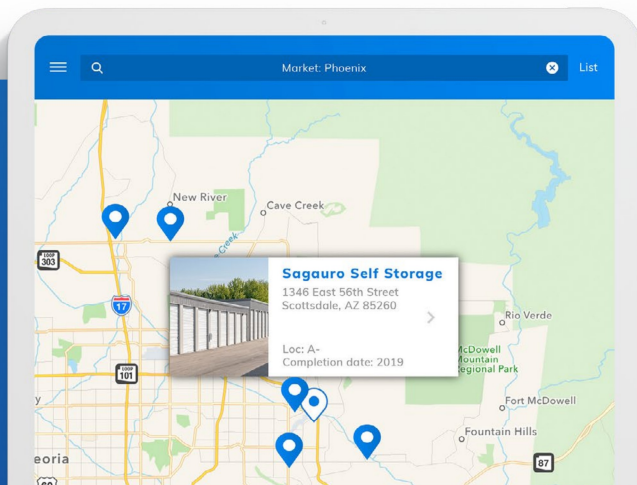 Market: Phoenix
List
New River
Cave Creek
Creek
LOOP
303
17
Sagauro Self Storage
1346 East 56th Street
Scottsdale, AZ 85260
Loc: A-
Completion date: 2019
Rio Verde
McDowell
Mountain
Regional Park
LOOP
101
y
Fort McDowell
Fountain Hills
eoria
87
60